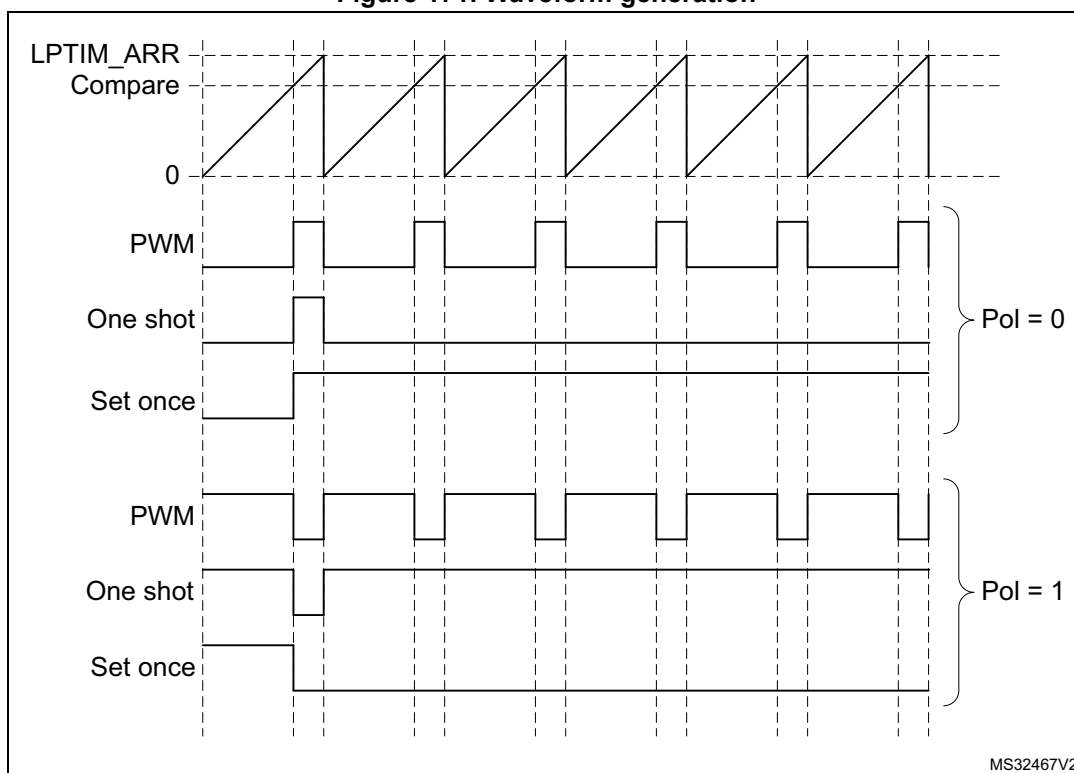 LPTIM_ARR
Compare
0
PWM
One shot
Set once
Pol = 0
PWM
One shot
Set once
Pol = 1
MS32467V2